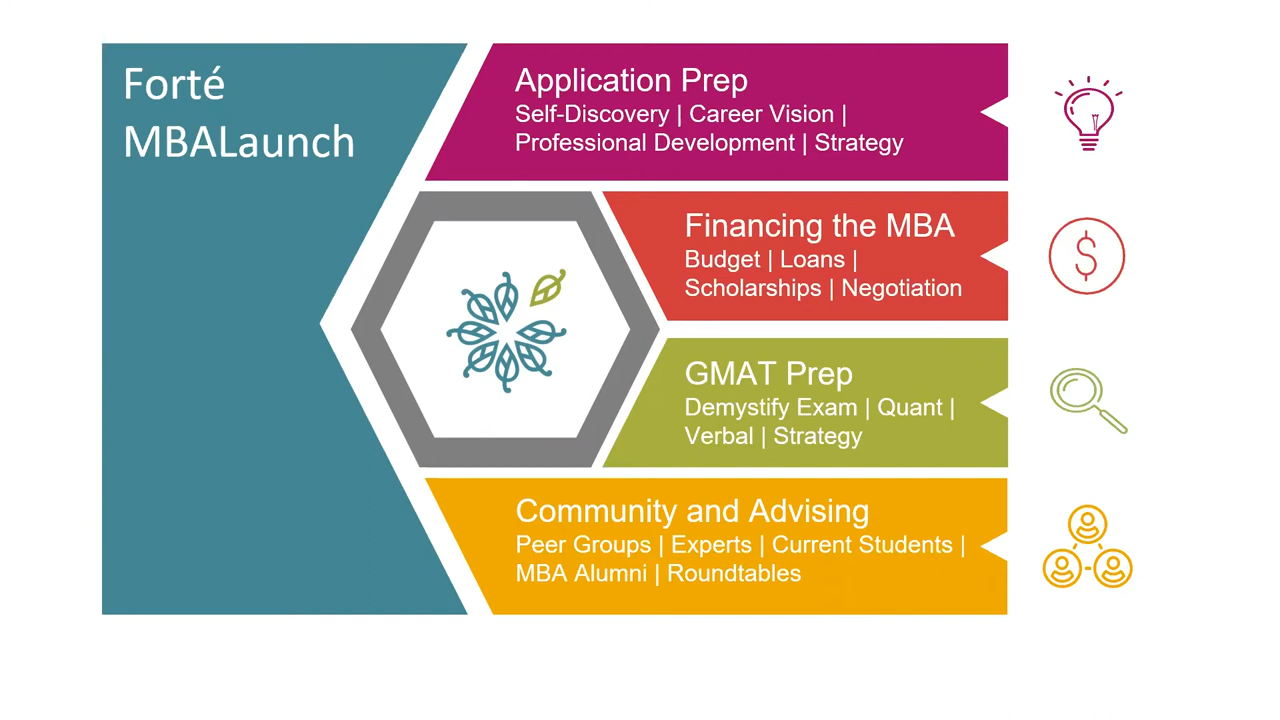 Forté
MBALaunch
Application Prep
Self-Discovery | Career Vision |
Professional Development | Strategy
Financing the MBA
Budget | Loans |
Scholarships | Negotiation
$
GMAT Prep
Demystify Exam | Quant |
Verbal | Strategy
Community and Advising
Peer Groups | Experts | Current Students |
MBA Alumni | Roundtables